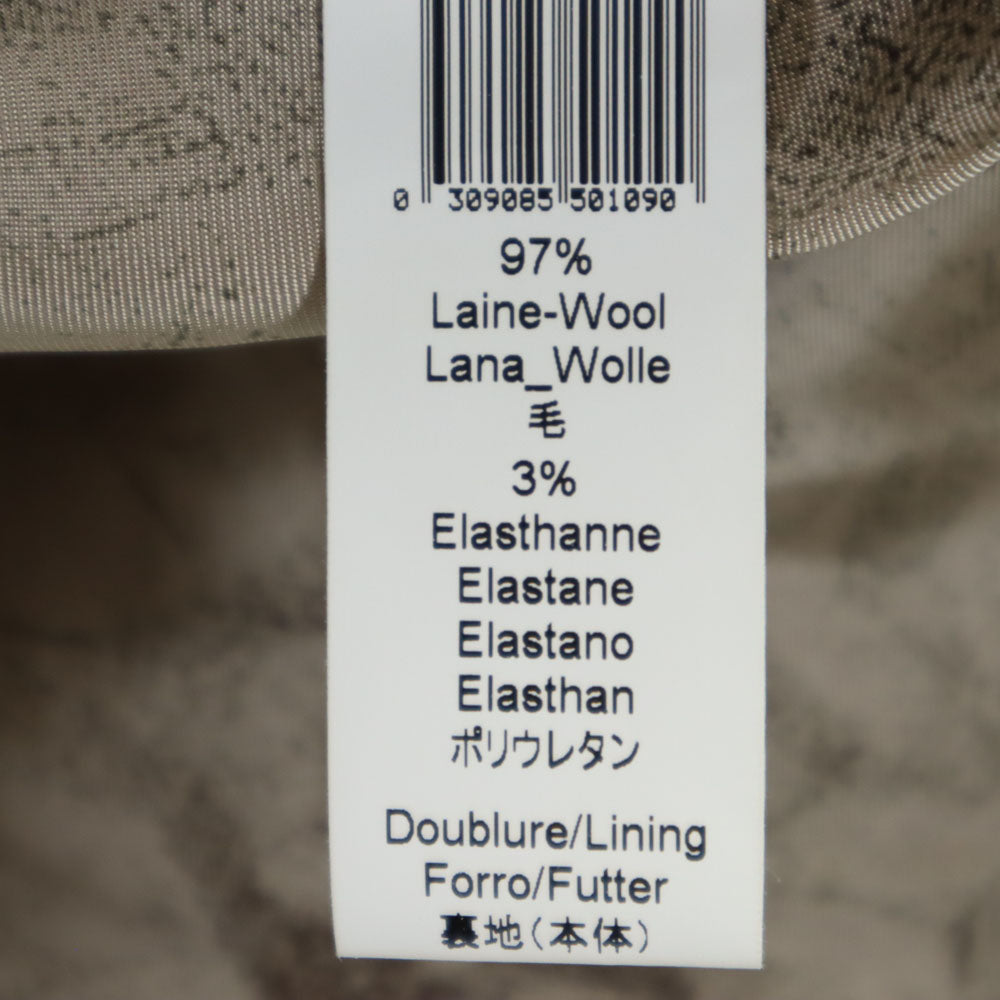 0 309085 501090
97%
Laine-Wool
Lana_Wolle
毛
3%
Elasthanne
Elastane
Elastano
Elasthan
ポリウレタン
Doublure/Lining
Forro/Futter
裏地(本体)